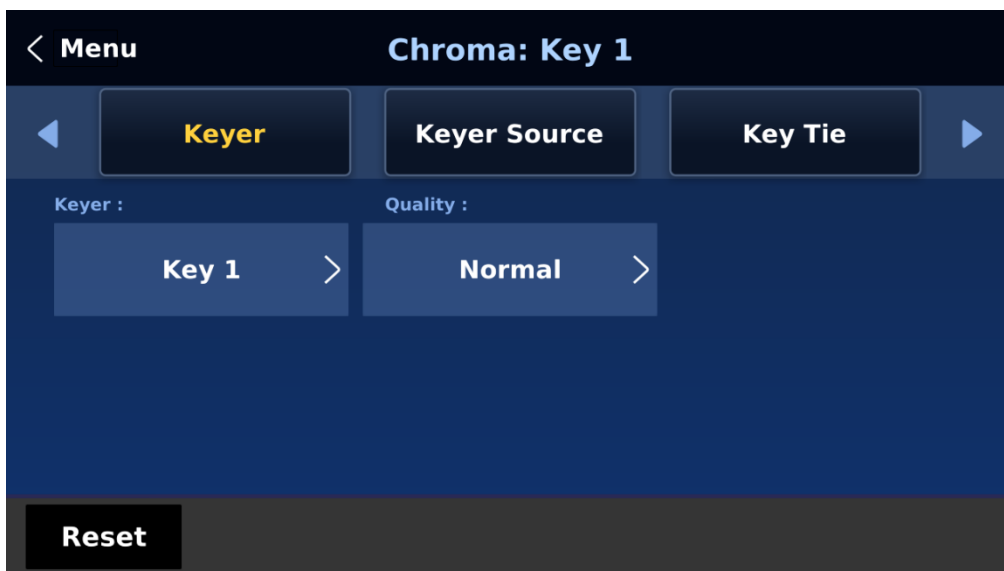 Menu
Chroma: Key 1
Keyer
Keyer Source
Key Tie
Keyer :
Quality :
Key 1
Normal
Reset